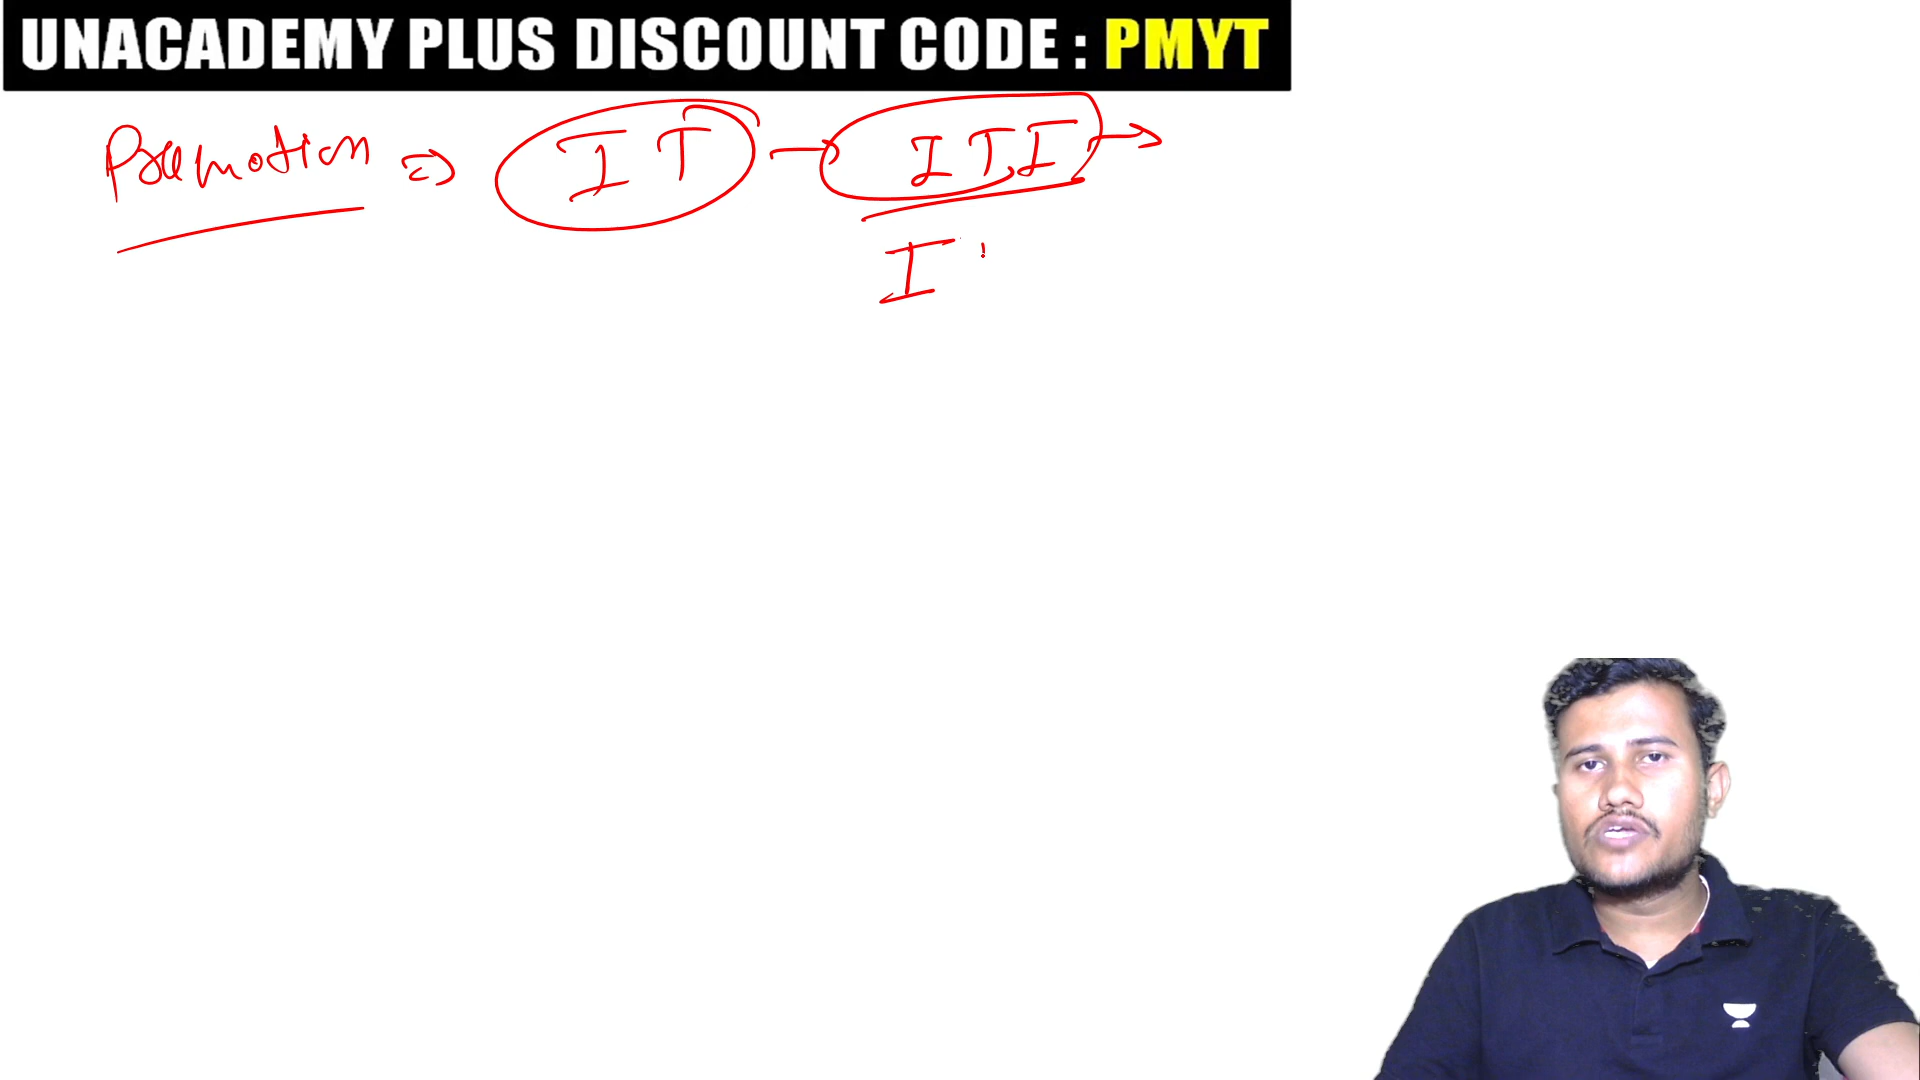 UNACADEMY PLUS DISCOUNT CODE : PMYT
Promotion ⇒ IT → ITI →
I